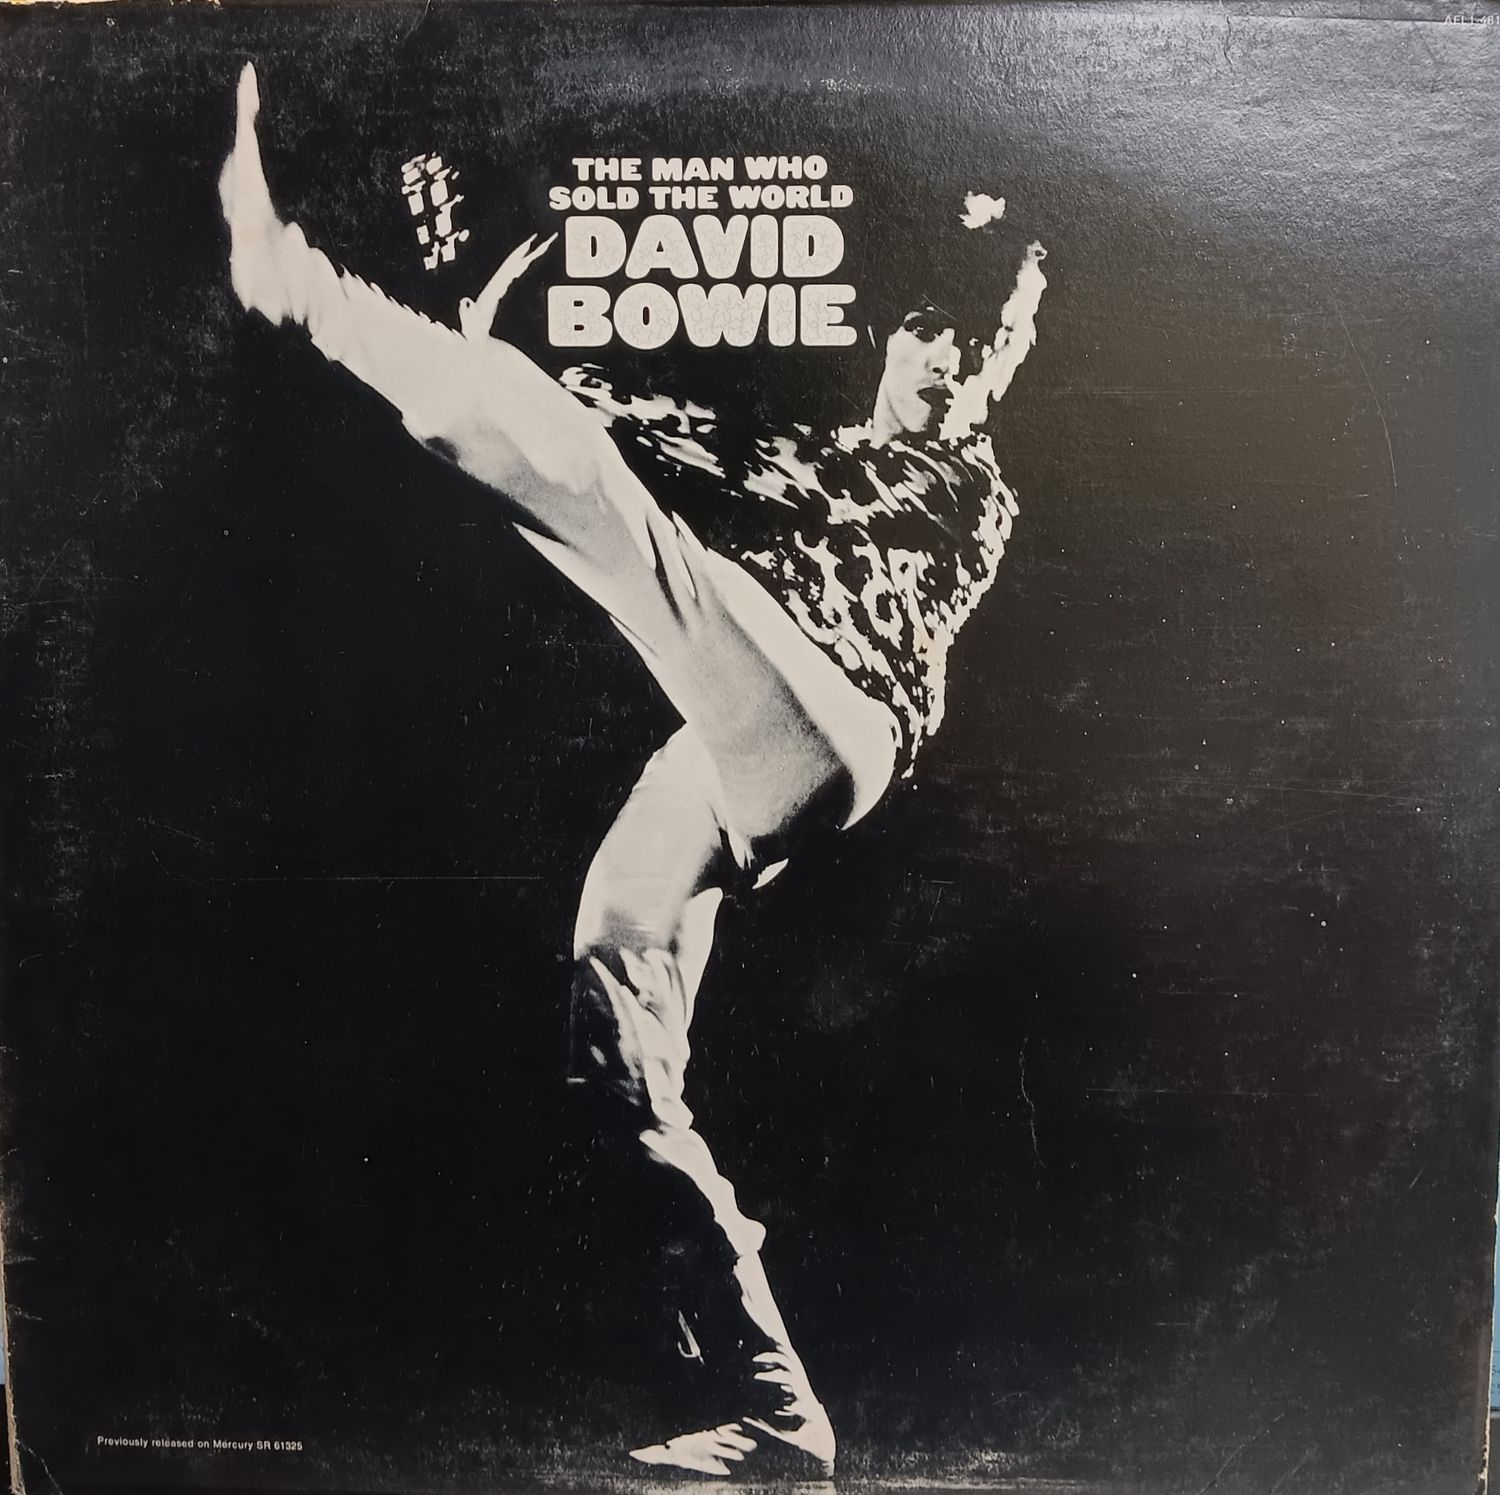 THE MAN WHO
SOLD THE WORLD
DAVID
BOWIE
Previously released on Mercury SR 61325